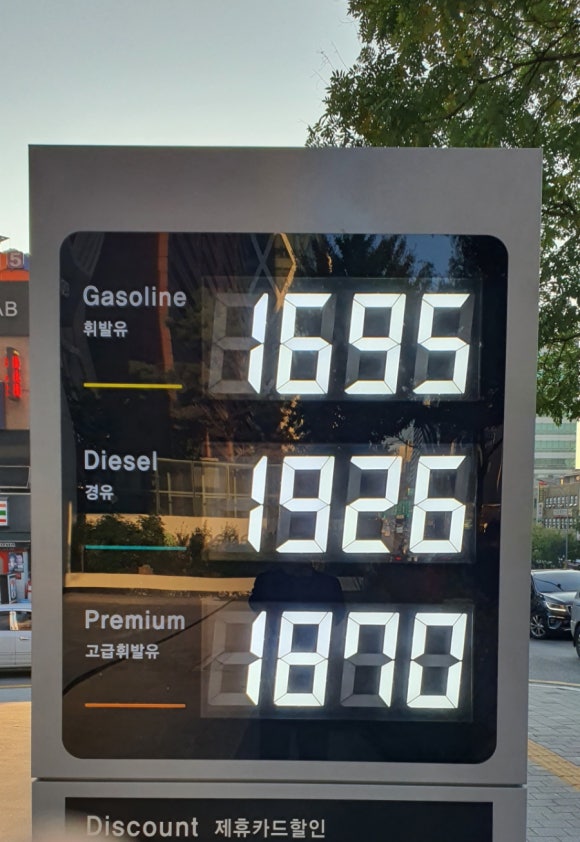 Gasoline 1695
휘발유
Diesel 1926
경유
Premium 1870
고급휘발유
Discount 제휴카드할인